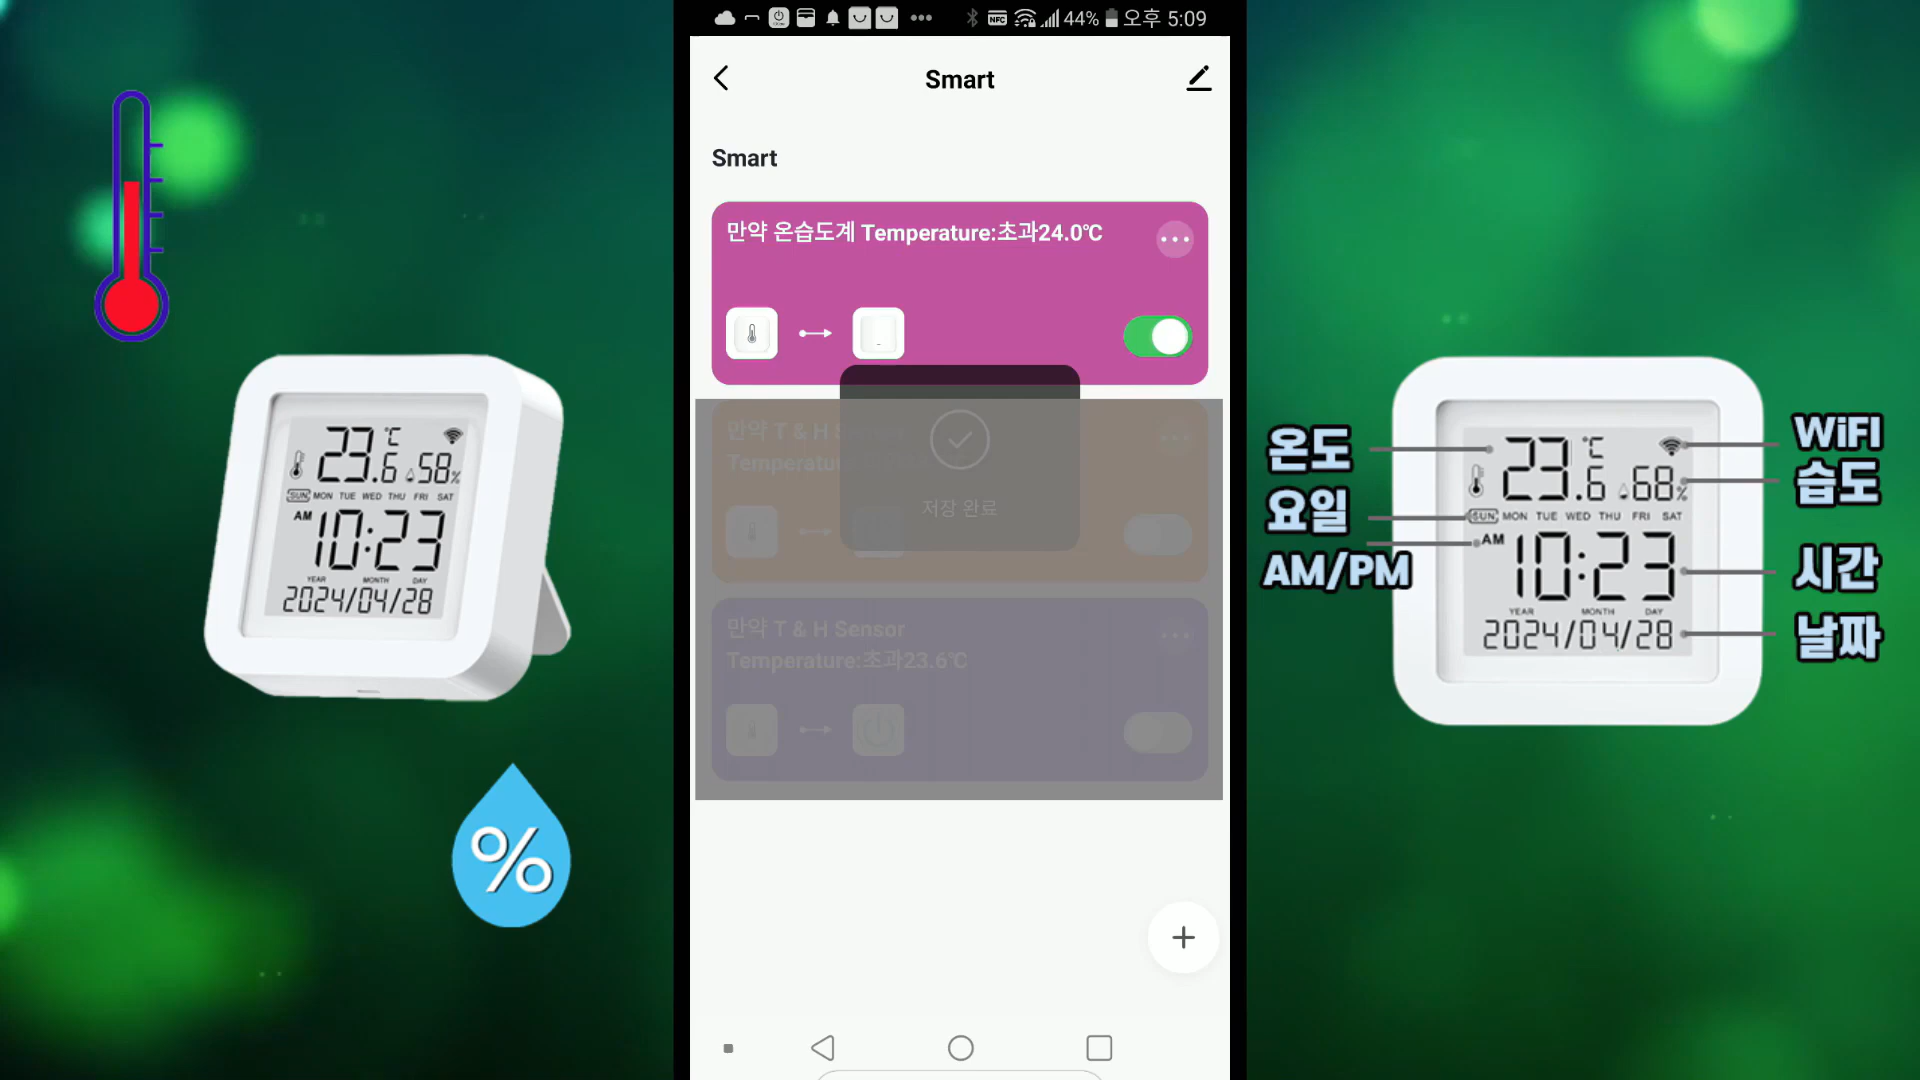 44% 오후 5:09
Smart
Smart
만약 온습도계 Temperature:초과24.0℃
만약 T & H Sensor
Temperature
저장 완료
만약 T & H Sensor
Temperature:초과23.6℃
23.6 ℃ 58%
SUN MON TUE WED THU FRI SAT
AM 10:23
YEAR MONTH DAY
2024/04/28
%
온도
요일
AM/PM
23.6 ℃ 68%
SUN MON TUE WED THU FRI SAT
AM 10:23
YEAR MONTH DAY
2024/04/28
WiFI
습도
시간
날짜